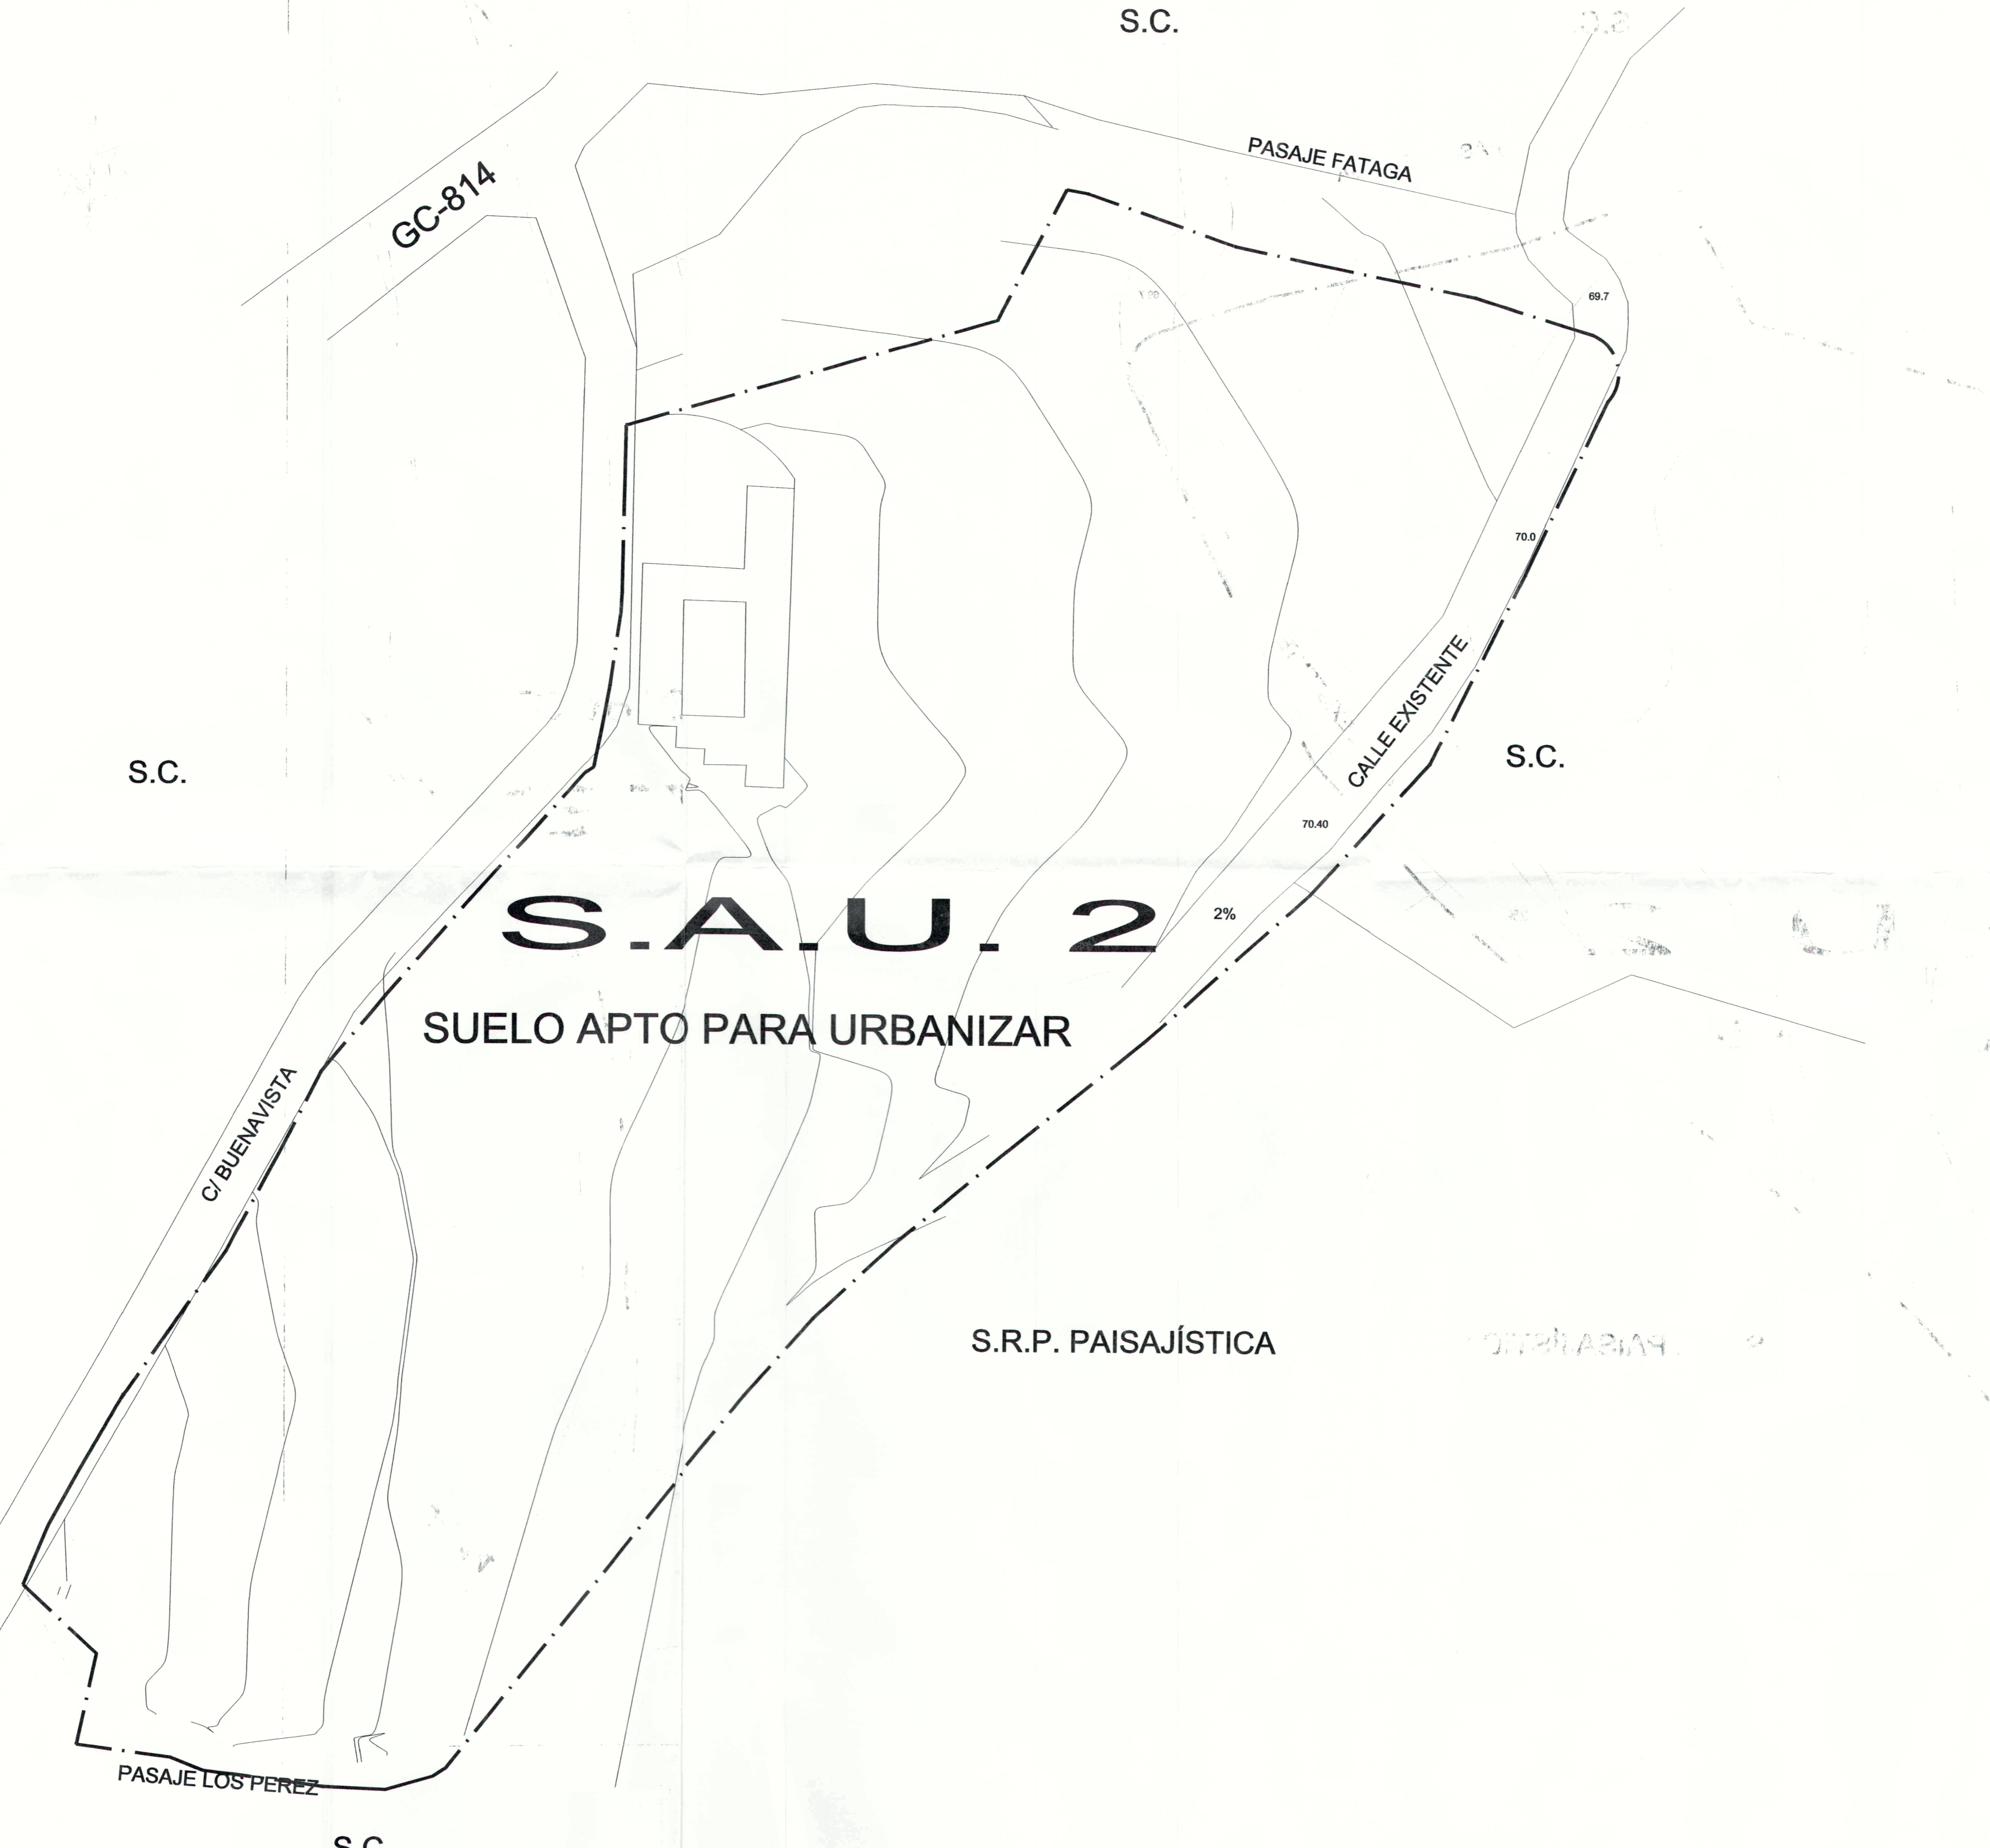 S.C.
PASAJE FATAGA
GC-814
69.7
70.0
CALLE EXISTENTE
S.C.
S.C.
70.40
S.A.U. 2
2%
SUELO APTO PARA URBANIZAR
C/ BUENAVISTA
S.R.P. PAISAJÍSTICA
PASAJE LOS PEREZ
S.C.